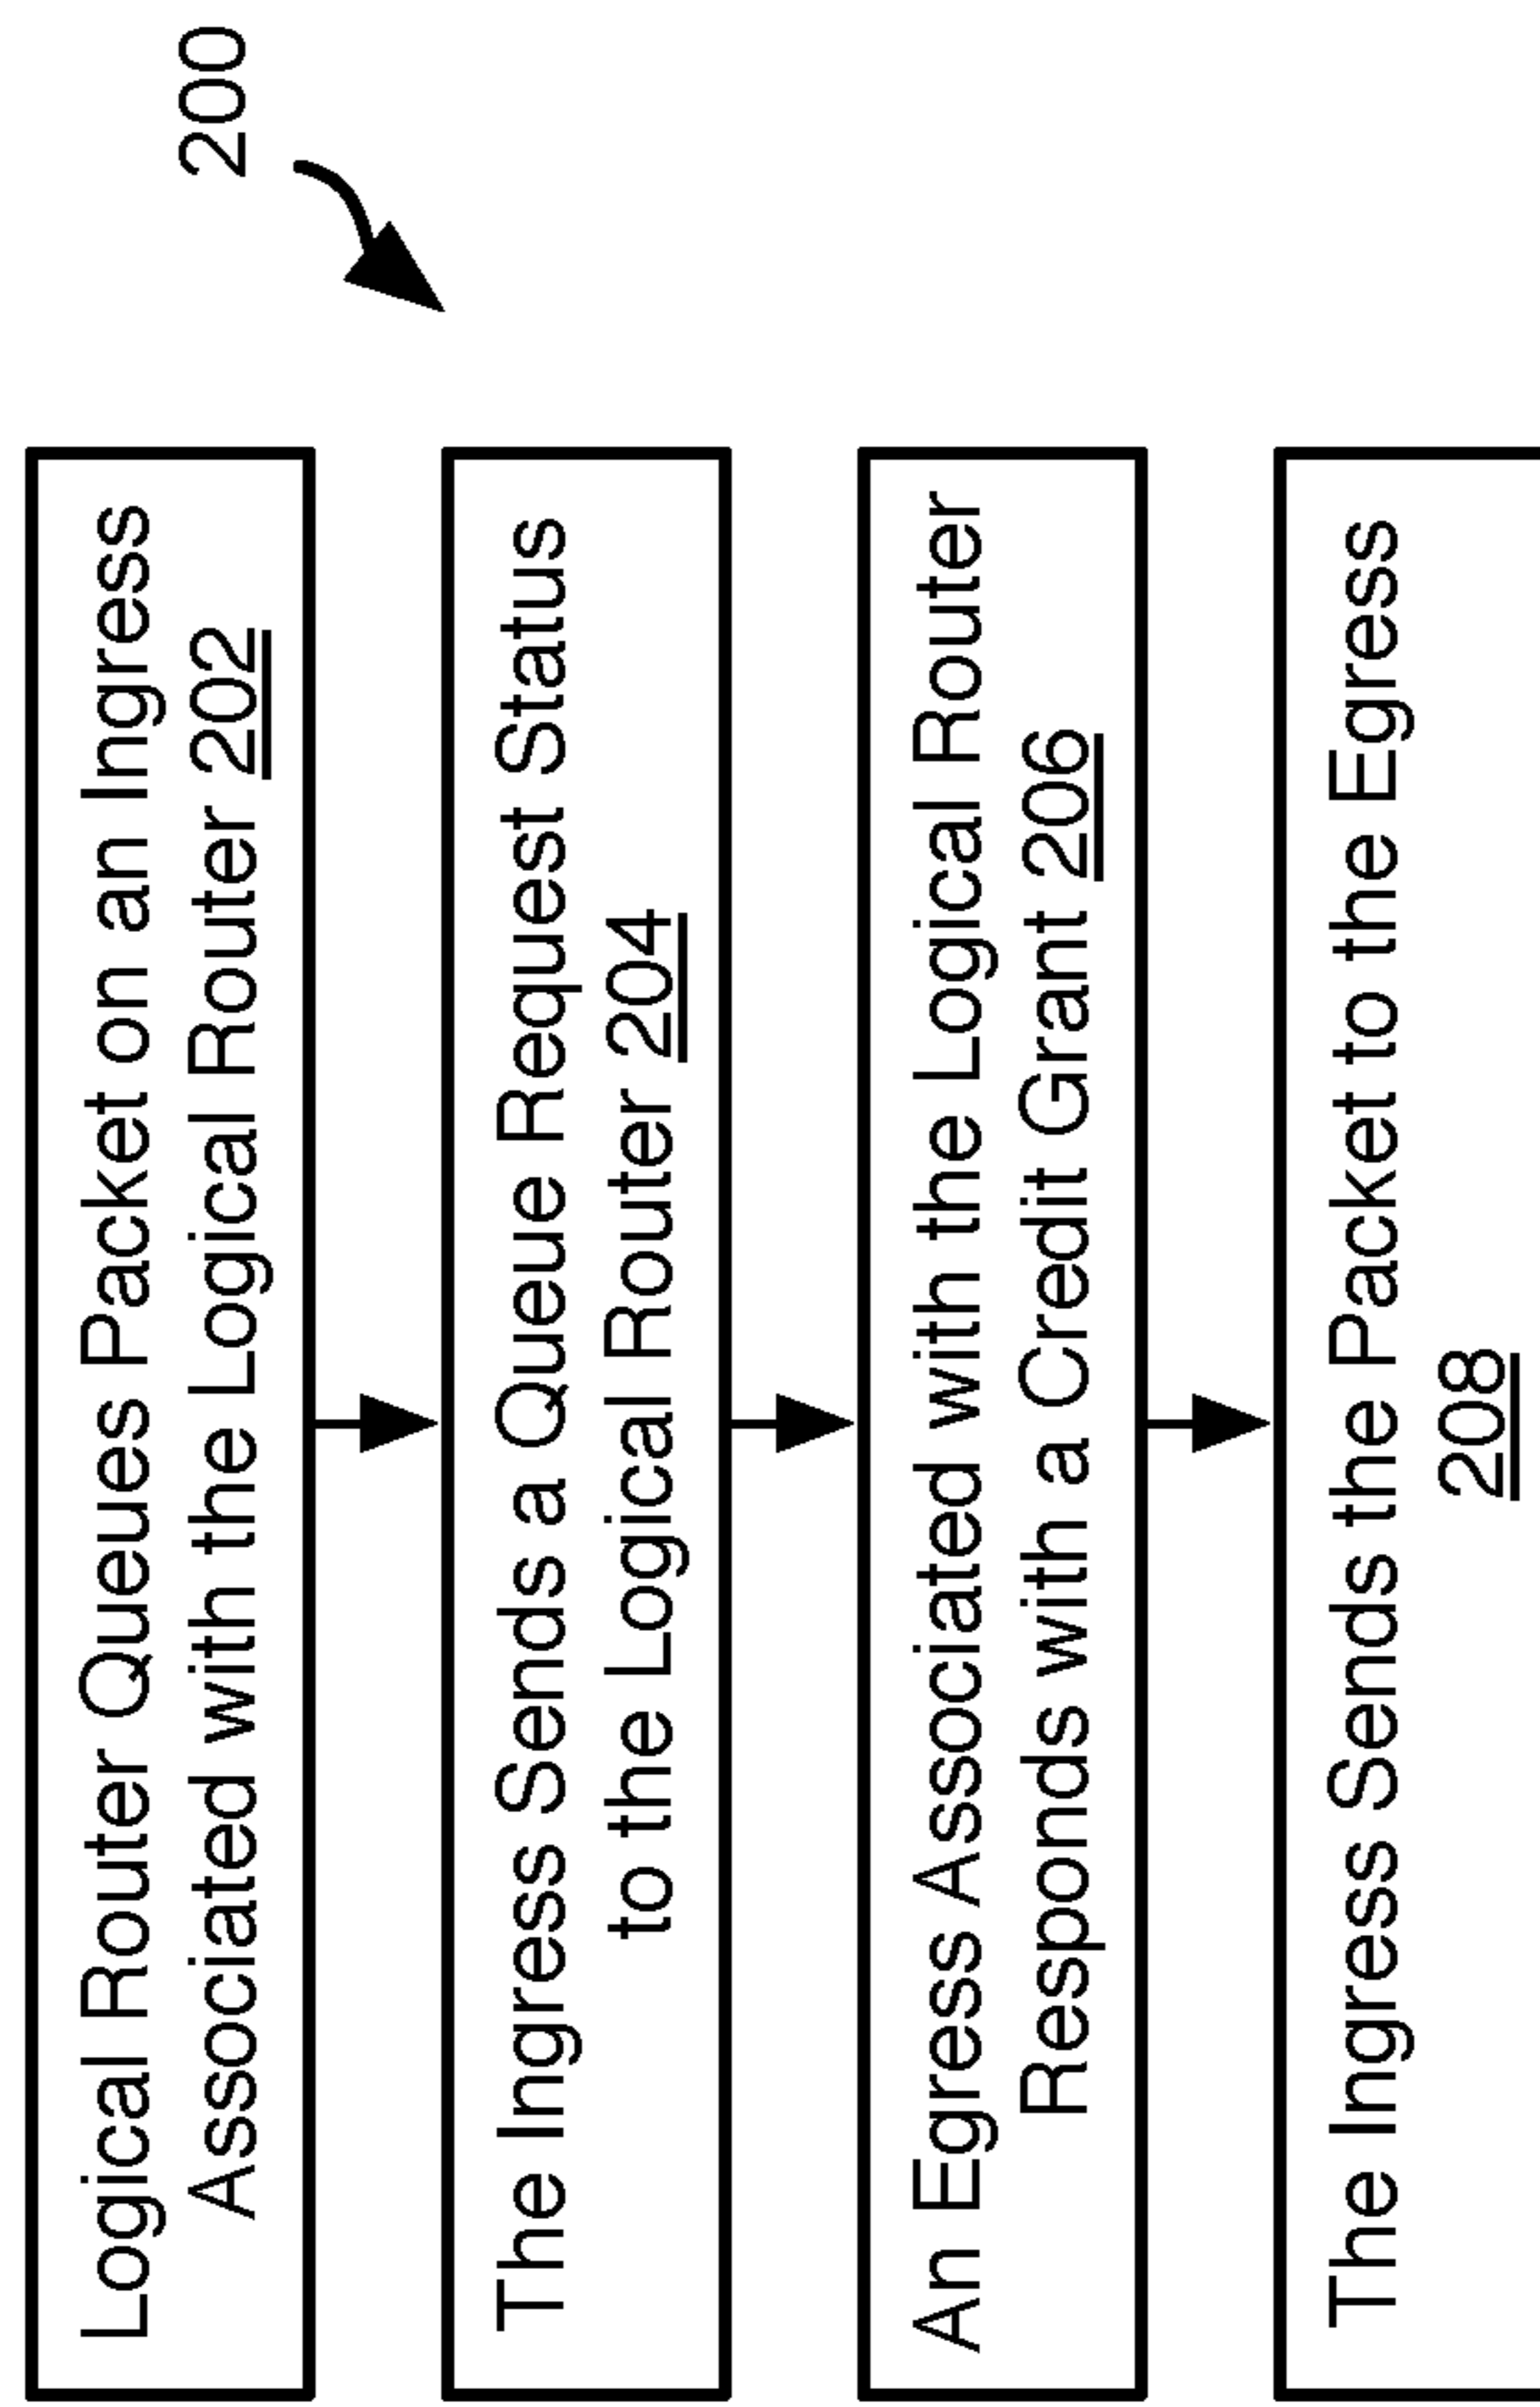 200
Logical Router Queues Packet on an Ingress
Associated with the Logical Router 202
The Ingress Sends a Queue Request Status
to the Logical Router 204
An Egress Associated with the Logical Router
Responds with a Credit Grant 206
The Ingress Sends the Packet to the Egress
208